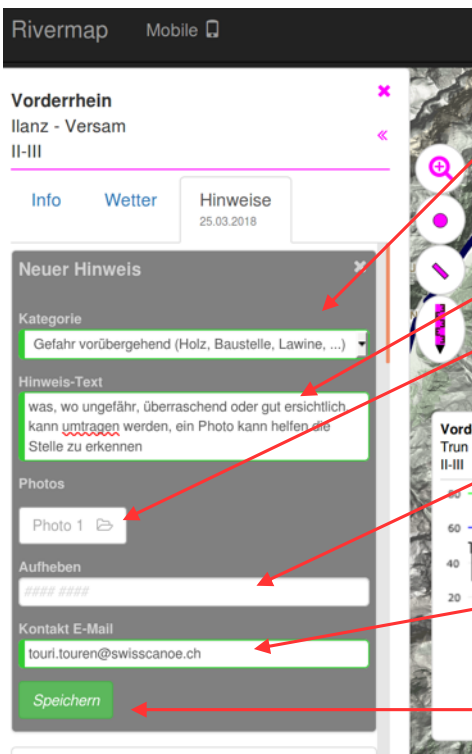 Rivermap Mobile
Vorderrhein
Ilanz - Versam
II-III
Info Wetter Hinweise
25.03.2018
Neuer Hinweis
Kategorie
Gefahr vorübergehend (Holz, Baustelle, Lawine, ...)
Hinweis-Text
was, wo ungefähr, überraschend oder gut ersichtlich,
kann umtragen werden, ein Photo kann helfen die
Stelle zu erkennen
Photos
Photo 1
Aufheben
#### ####
Kontakt E-Mail
touri.touren@swisscanoe.ch
Speichern
Vord
Trun
II-III
80
60
40
20